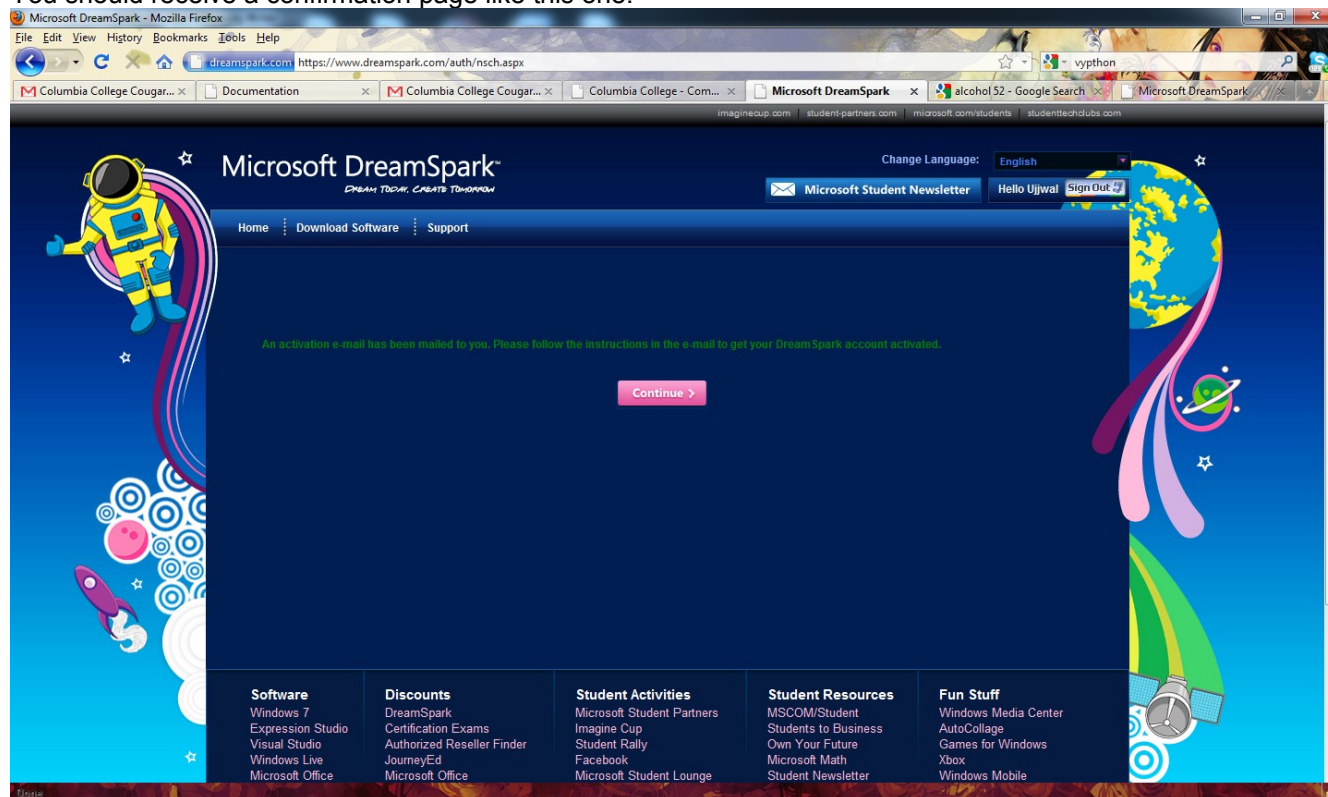 You should receive a confirmation page like this one:
Microsoft DreamSpark - Mozilla Firefox
File Edit View History Bookmarks Tools Help
dreamspark.com https://www.dreamspark.com/auth/nsch.aspx vypthon
Columbia College Cougar... Documentation Columbia College Cougar... Columbia College - Com... Microsoft DreamSpark alcohol 52 - Google Search Microsoft DreamSpark
imaginecup.com | student-partners.com | microsoft.com/students | studenttechclubs.com
Microsoft DreamSpark™
DREAM TODAY. CREATE TOMORROW
Change Language: English
Microsoft Student Newsletter Hello Ujjwal Sign Out
Home Download Software Support
An activation e-mail has been mailed to you. Please follow the instructions in the e-mail to get your DreamSpark account activated.
Continue >
Software Discounts Student Activities Student Resources Fun Stuff
Windows 7 DreamSpark Microsoft Student Partners MSCOM/Student Windows Media Center
Expression Studio Certification Exams Imagine Cup Students to Business AutoCollage
Visual Studio Authorized Reseller Finder Student Rally Own Your Future Games for Windows
Windows Live JourneyEd Facebook Microsoft Math Xbox
Microsoft Office Microsoft Office Microsoft Student Lounge Student Newsletter Windows Mobile
Done